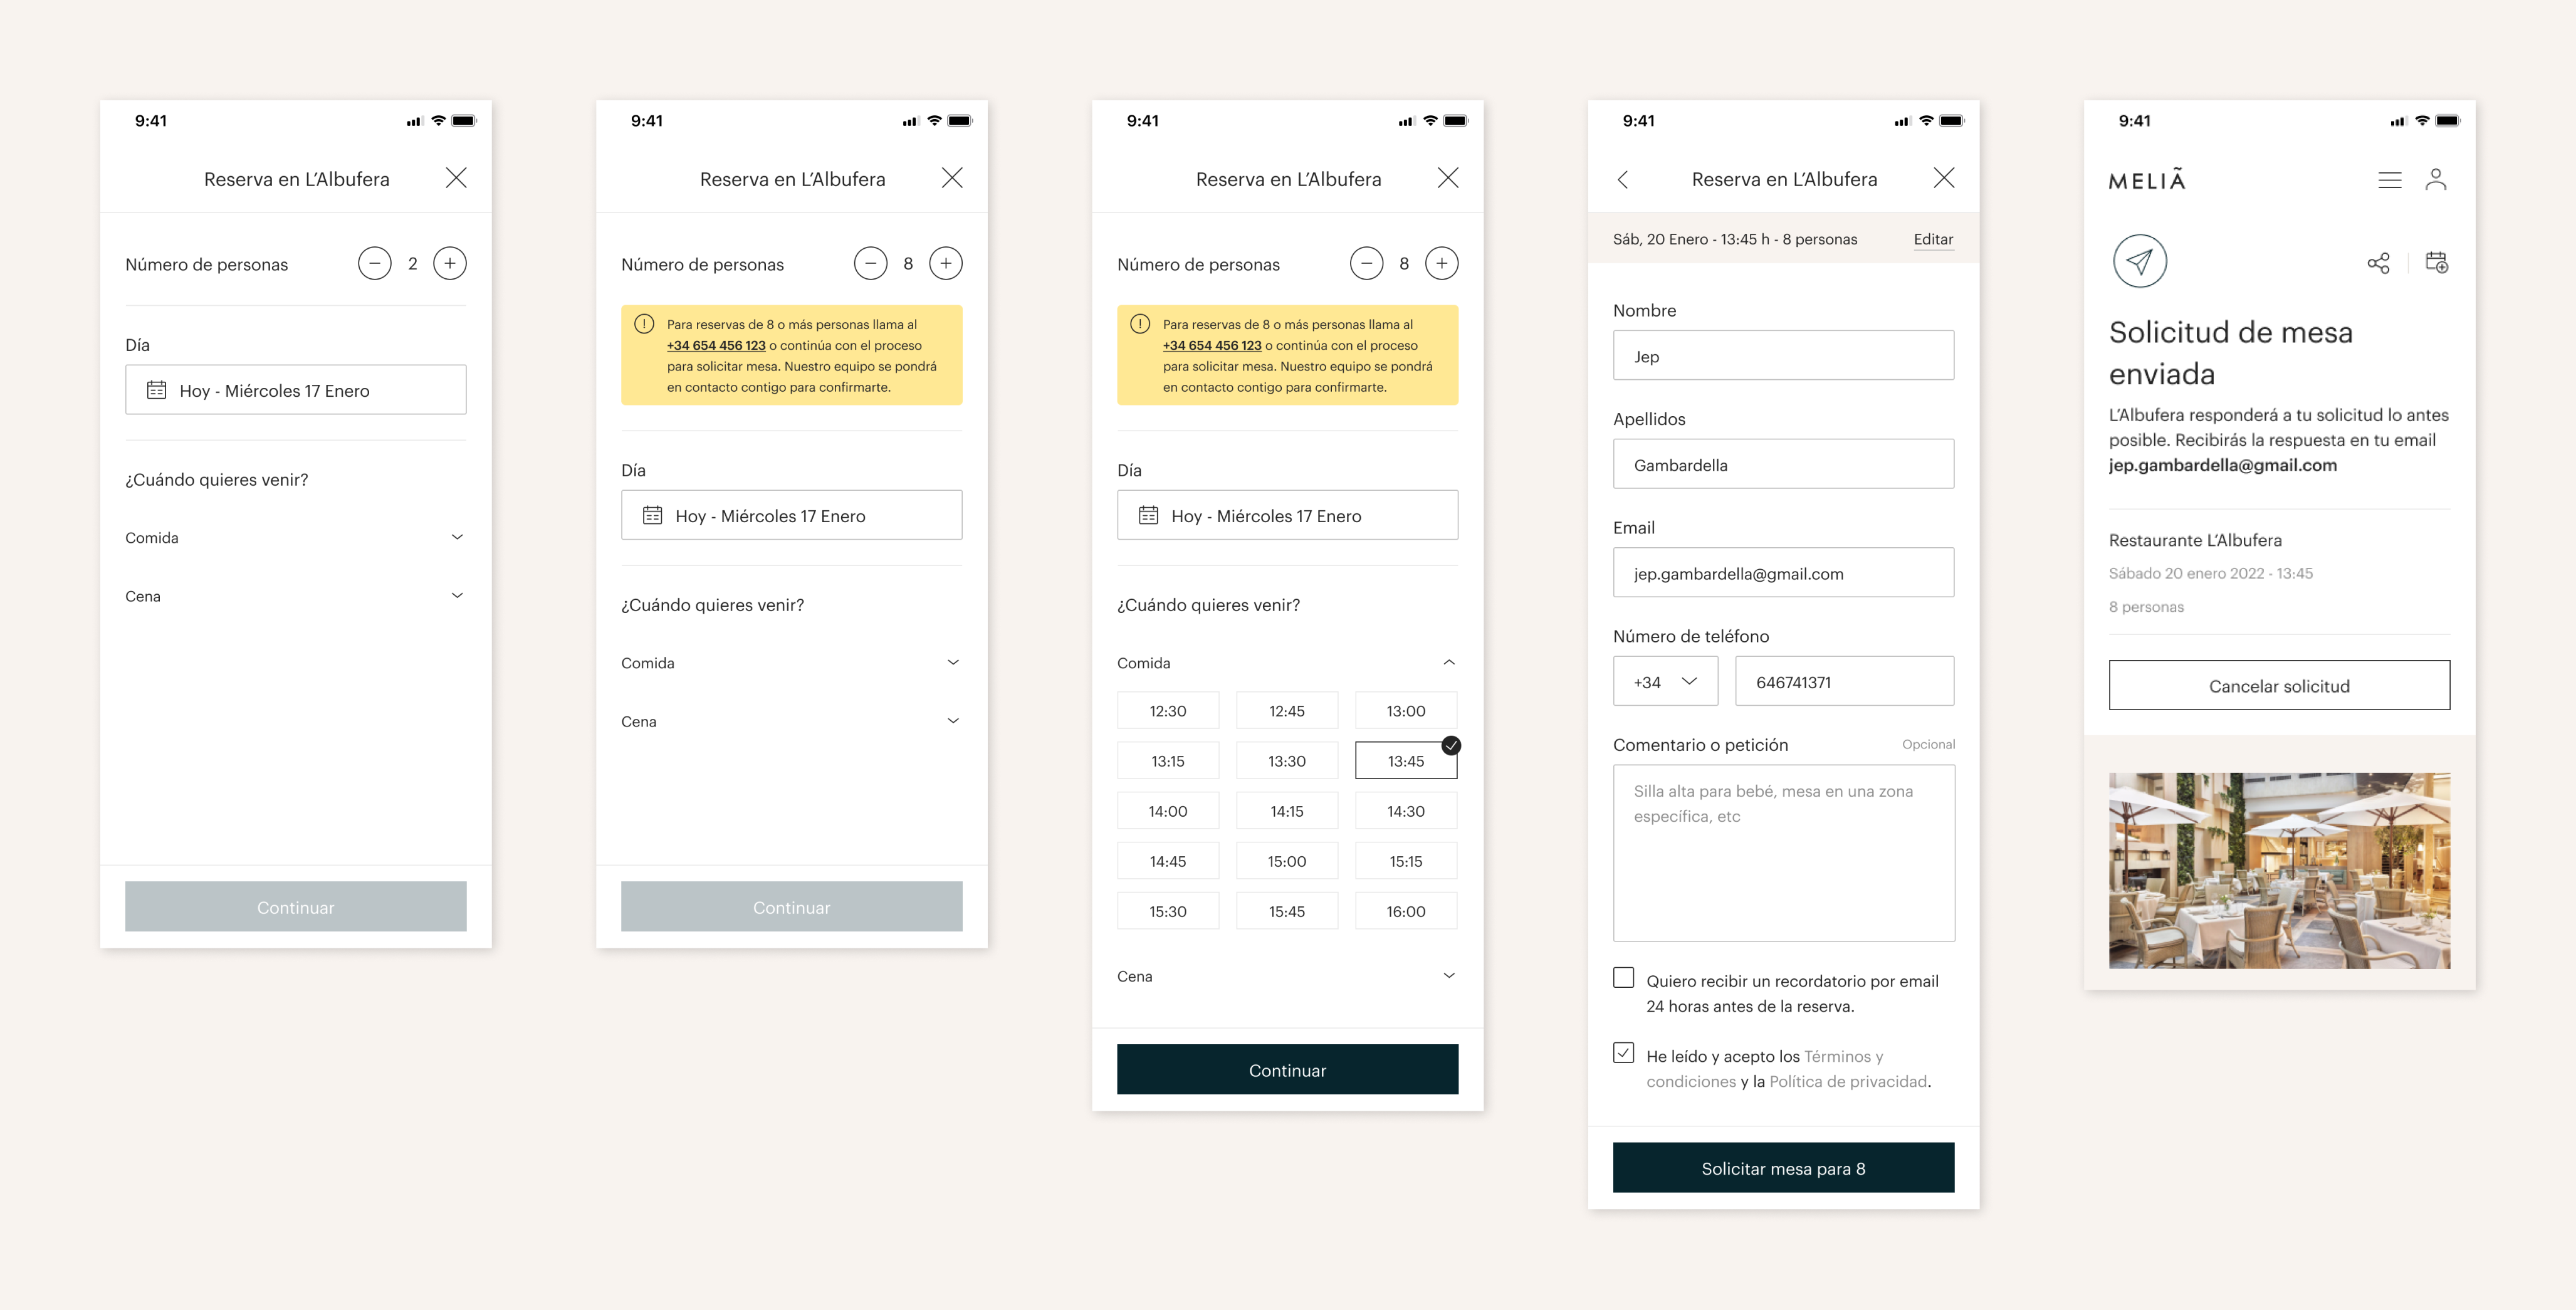 9:41
Reserva en L'Albufera
Número de personas
2
Día
Hoy - Miércoles 17 Enero
¿Cuándo quieres venir?
Comida
Cena
Continuar
9:41
Reserva en L'Albufera
Número de personas
8
Para reservas de 8 o más personas llama al
+34 654 456 123 o continúa con el proceso
para solicitar mesa. Nuestro equipo se pondrá
en contacto contigo para confirmarte.
Día
Hoy - Miércoles 17 Enero
¿Cuándo quieres venir?
Comida
Cena
Continuar
9:41
Reserva en L'Albufera
Número de personas
8
Para reservas de 8 o más personas llama al
+34 654 456 123 o continúa con el proceso
para solicitar mesa. Nuestro equipo se pondrá
en contacto contigo para confirmarte.
Día
Hoy - Miércoles 17 Enero
¿Cuándo quieres venir?
Comida
12:30 12:45 13:00
13:15 13:30 13:45
14:00 14:15 14:30
14:45 15:00 15:15
15:30 15:45 16:00
Cena
Continuar
9:41
Reserva en L'Albufera
Sáb, 20 Enero - 13:45 h - 8 personas Editar
Nombre
Jep
Apellidos
Gambardella
Email
jep.gambardella@gmail.com
Número de teléfono
+34 646741371
Comentario o petición Opcional
Silla alta para bebé, mesa en una zona
específica, etc
Quiero recibir un recordatorio por email
24 horas antes de la reserva.
He leído y acepto los Términos y
condiciones y la Política de privacidad.
Solicitar mesa para 8
9:41
MELIÃ
Solicitud de mesa
enviada
L'Albufera responderá a tu solicitud lo antes
posible. Recibirás la respuesta en tu email
jep.gambardella@gmail.com
Restaurante L'Albufera
Sábado 20 enero 2022 - 13:45
8 personas
Cancelar solicitud